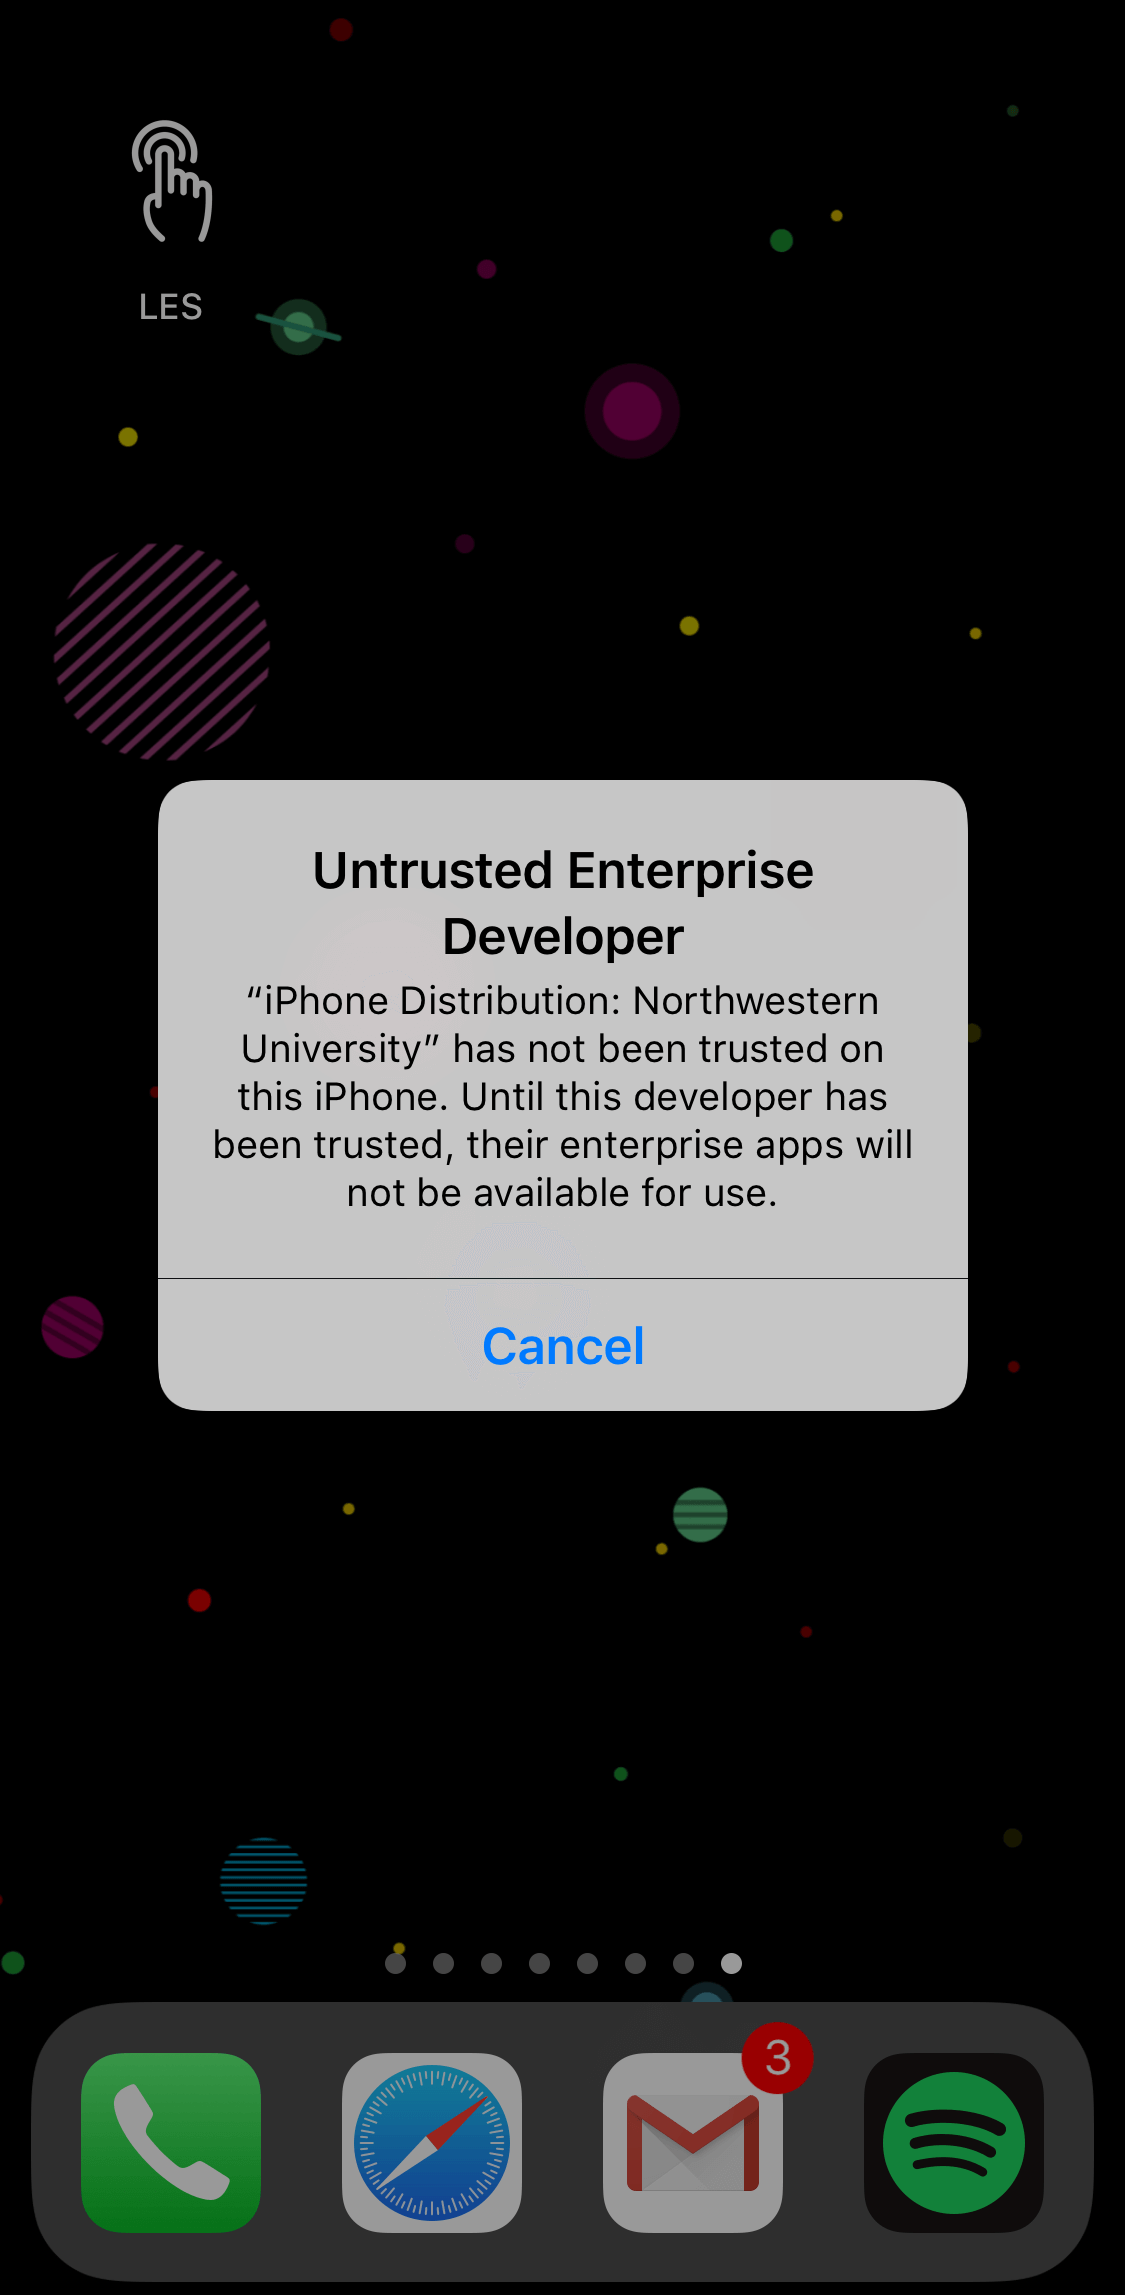 LES
Untrusted Enterprise
Developer
“iPhone Distribution: Northwestern
University” has not been trusted on
this iPhone. Until this developer has
been trusted, their enterprise apps will
not be available for use.
Cancel
3